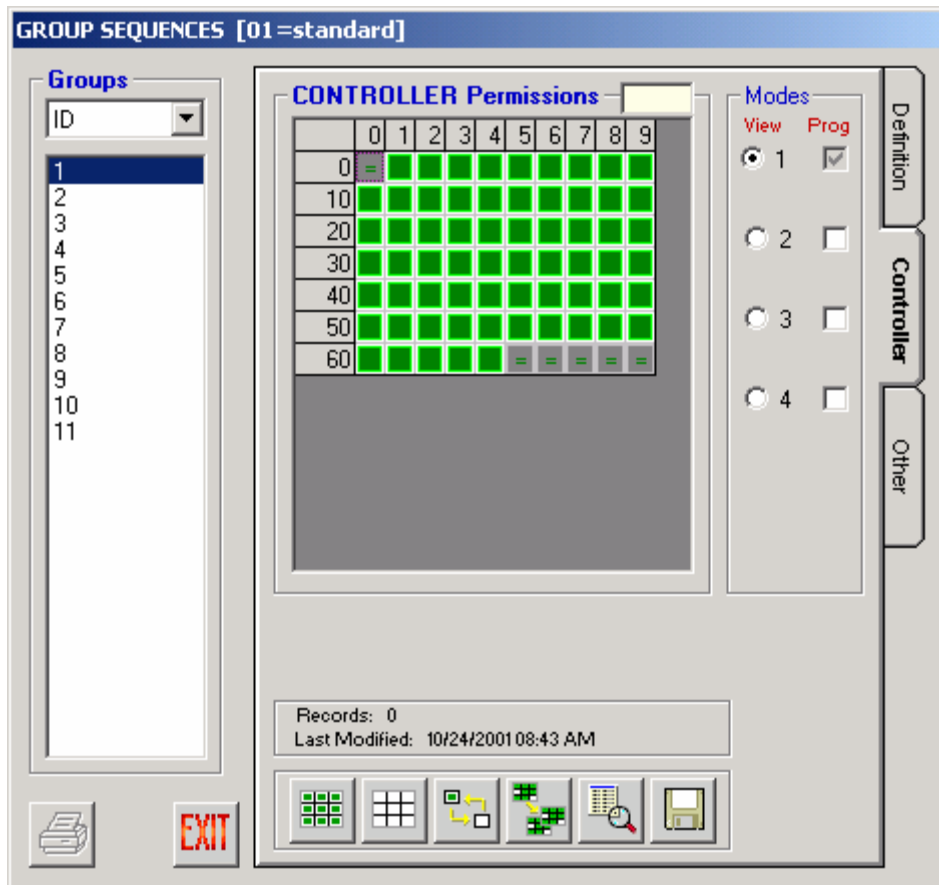 GROUP SEQUENCES [01=standard]
Groups
ID
1
2
3
4
5
6
7
8
9
10
11
CONTROLLER Permissions
0 1 2 3 4 5 6 7 8 9
0 =
10
20
30
40
50
60 = = = = =
Modes
View Prog
1
2
3
4
Definition
Controller
Other
Records: 0
Last Modified: 10/24/2001 08:43 AM
EXIT